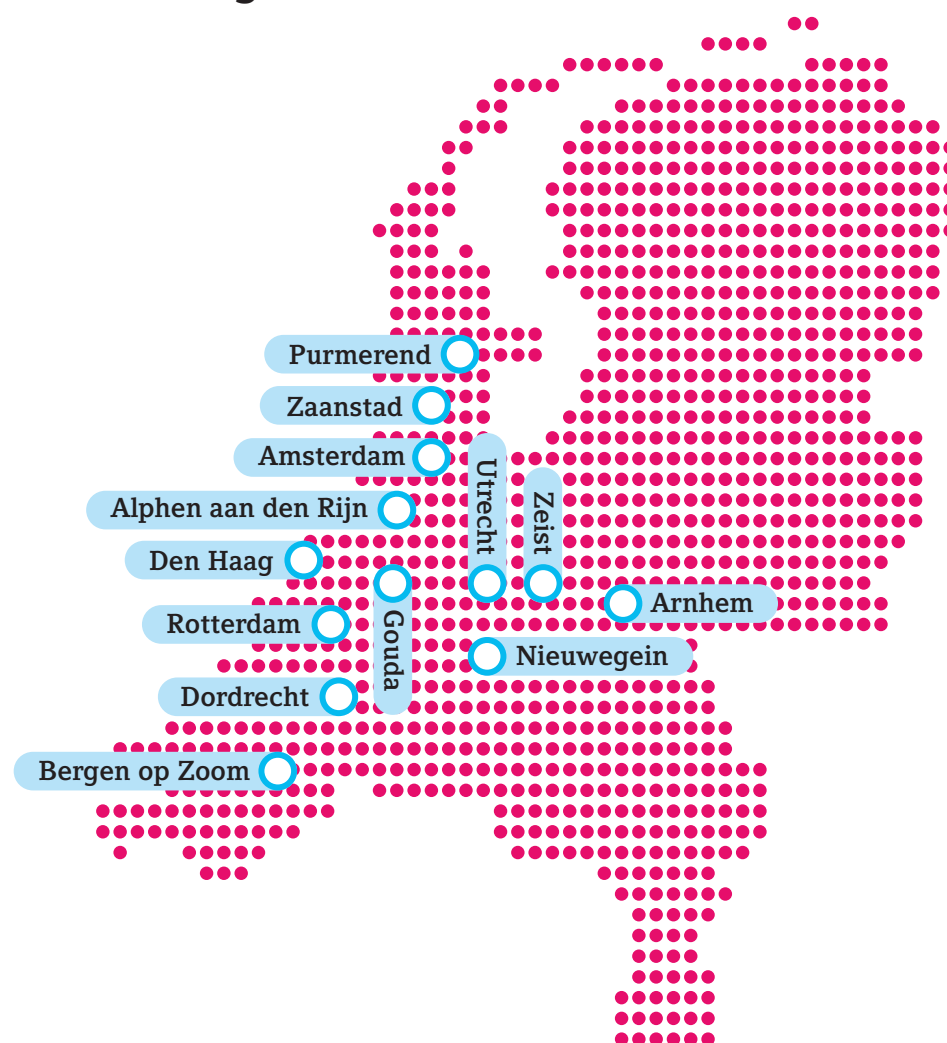 Purmerend
Zaanstad
Amsterdam
Utrecht
Zeist
Alphen aan den Rijn
Den Haag
Arnhem
Rotterdam
Gouda
Nieuwegein
Dordrecht
Bergen op Zoom